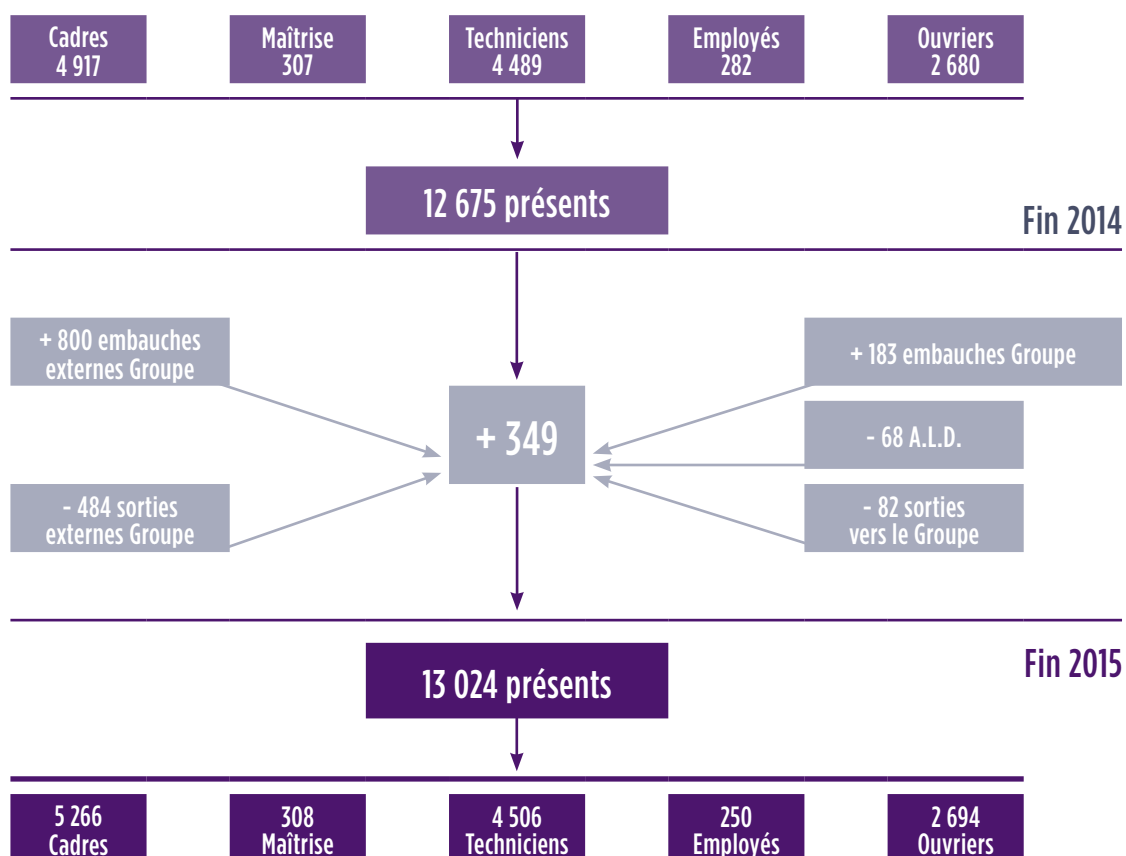 Cadres
4 917
Maîtrise
307
Techniciens
4 489
Employés
282
Ouvriers
2 680
12 675 présents
Fin 2014
+ 800 embauches
externes Groupe
+ 183 embauches Groupe
+ 349
- 68 A.L.D.
- 484 sorties
externes Groupe
- 82 sorties
vers le Groupe
13 024 présents
Fin 2015
5 266
Cadres
308
Maîtrise
4 506
Techniciens
250
Employés
2 694
Ouvriers